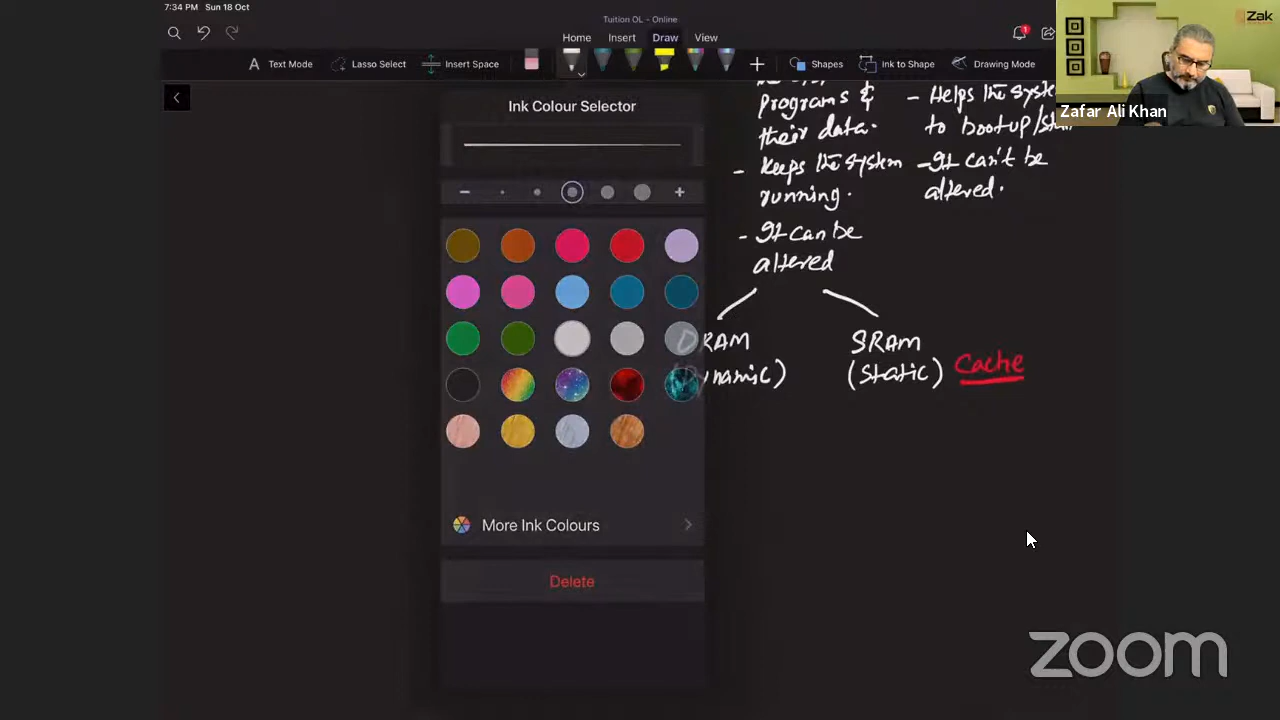 7:34 PM Sun 18 Oct
Tuition OL - Online
Home Insert Draw View
1
Text Mode Lasso Select Insert Space Shapes Ink to Shape Drawing Mode
Zak
Zafar Ali Khan
Ink Colour Selector
More Ink Colours
Delete
programs &
their data.
- Keeps the system
running.
- It can be
altered
- Helps the system
to bootup/
- It can't be
altered.
DRAM
(Dynamic)
SRAM
(Static) Cache
zoom